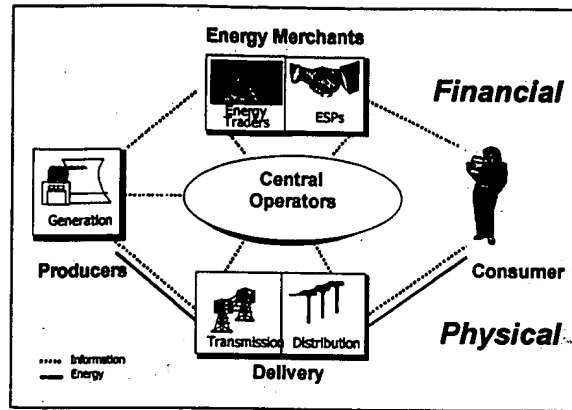 Energy Merchants
Energy
Traders
ESPs
Financial
Central
Operators
Generation
Producers
Consumer
Transmission
Distribution
Physical
Information
Energy
Delivery